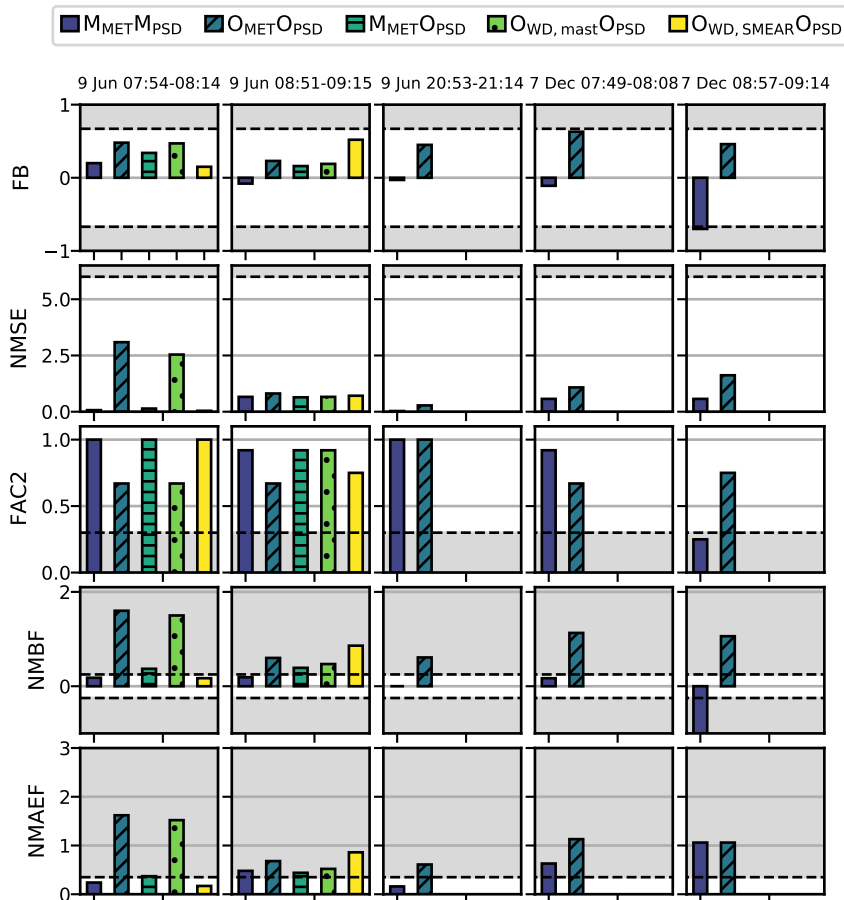 M_MET M_PSD O_MET O_PSD M_MET O_PSD O_WD, mast O_PSD O_WD, SMEAR O_PSD
9 Jun 07:54-08:14 9 Jun 08:51-09:15 9 Jun 20:53-21:14 7 Dec 07:49-08:08 7 Dec 08:57-09:14
1
FB
0
−1
5.0
NMSE
2.5
0.0
1.0
FAC2
0.5
0.0
2
NMBF
0
3
2
NMAEF
1
0